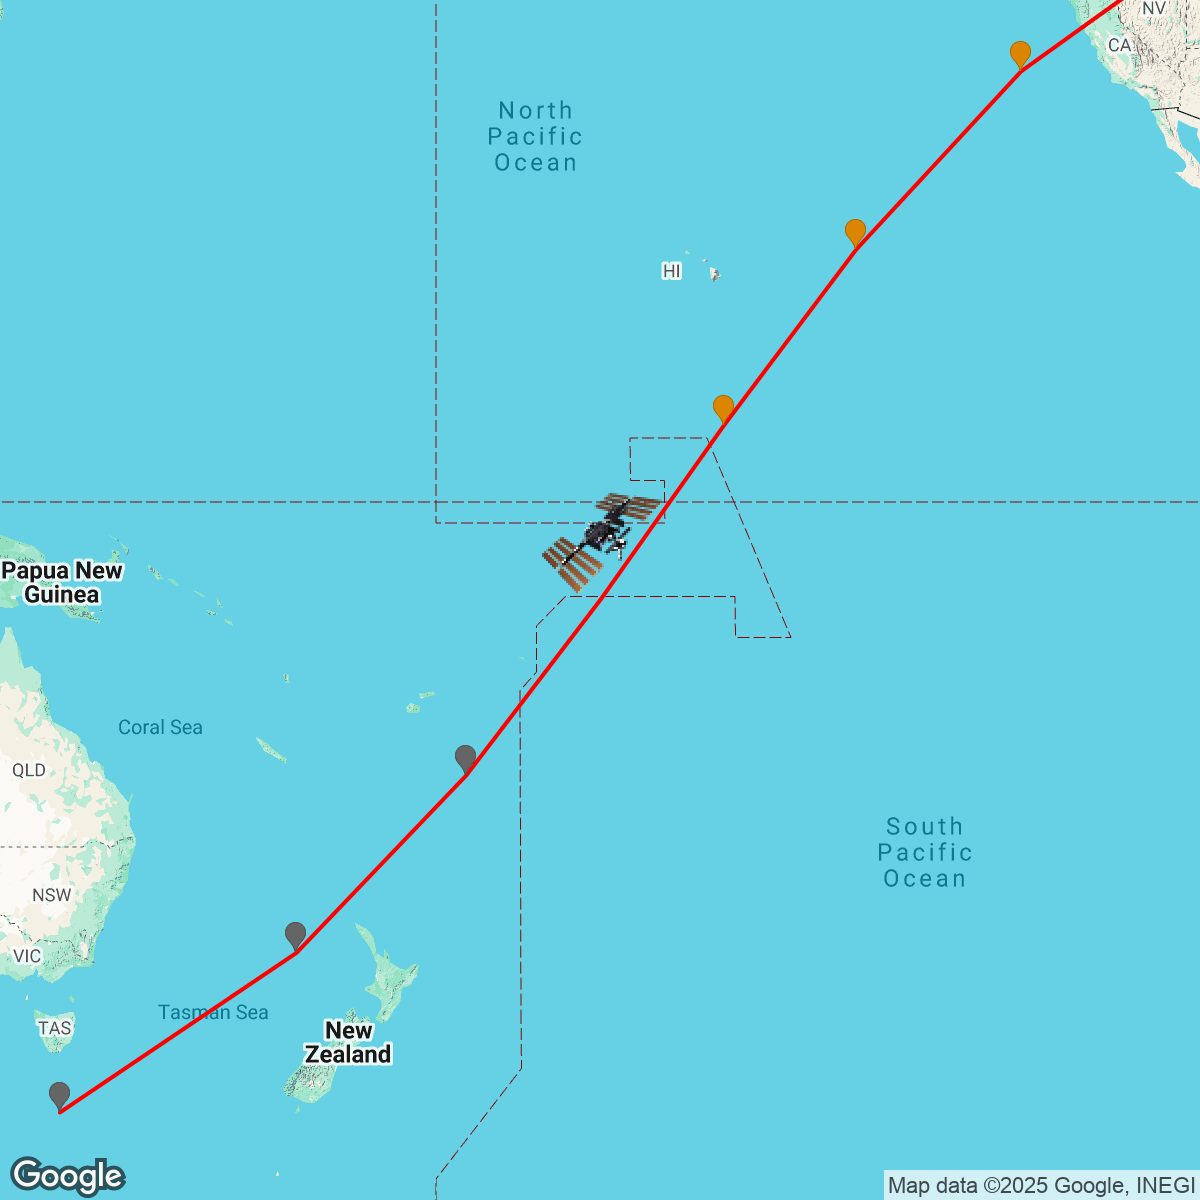 NV
CA
North
Pacific
Ocean
HI
Papua New
Guinea
Coral Sea
QLD
South
Pacific
Ocean
NSW
VIC
Tasman Sea
TAS
New
Zealand
Google
Map data ©2025 Google, INEGI